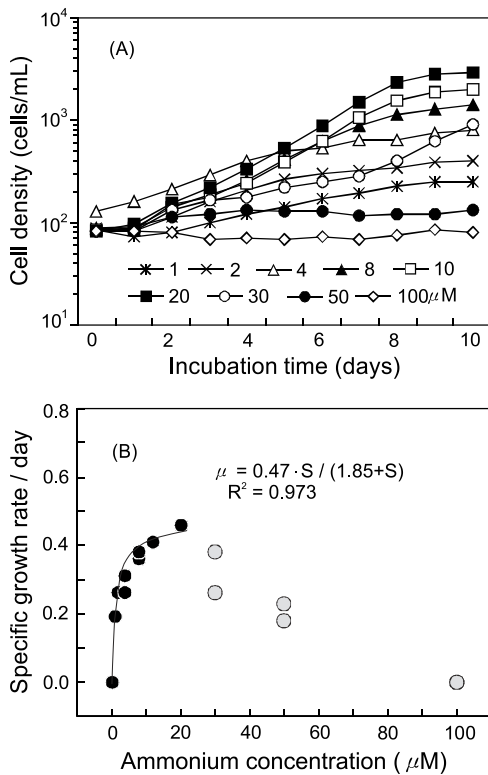 (A)
Cell density (cells/mL)
10⁴
10³
10²
10¹
0 2 4 6 8 10
Incubation time (days)
1 2 4 8 10
20 30 50 100μM
(B)
Specific growth rate / day
0.8
0.6
0.4
0.2
0.0
μ = 0.47·S / (1.85+S)
R² = 0.973
0 20 40 60 80 100
Ammonium concentration ( μM)